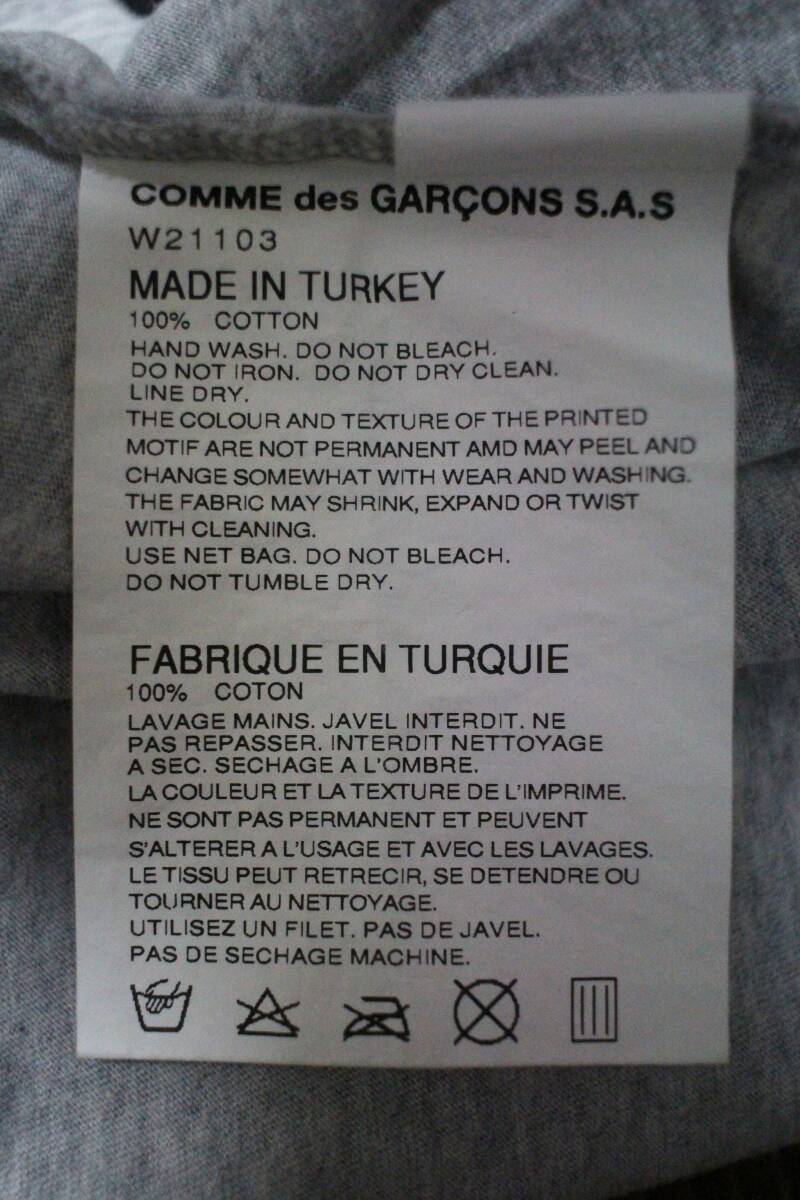 COMME des GARÇONS S.A.S
W21103
MADE IN TURKEY
100% COTTON
HAND WASH. DO NOT BLEACH.
DO NOT IRON. DO NOT DRY CLEAN.
LINE DRY.
THE COLOUR AND TEXTURE OF THE PRINTED
MOTIF ARE NOT PERMANENT AMD MAY PEEL AND
CHANGE SOMEWHAT WITH WEAR AND WASHING.
THE FABRIC MAY SHRINK, EXPAND OR TWIST
WITH CLEANING.
USE NET BAG. DO NOT BLEACH.
DO NOT TUMBLE DRY.
FABRIQUE EN TURQUIE
100% COTON
LAVAGE MAINS. JAVEL INTERDIT. NE
PAS REPASSER. INTERDIT NETTOYAGE
A SEC. SECHAGE A L'OMBRE.
LA COULEUR ET LA TEXTURE DE L'IMPRIME.
NE SONT PAS PERMANENT ET PEUVENT
S'ALTERER A L'USAGE ET AVEC LES LAVAGES.
LE TISSU PEUT RETRECIR, SE DETENDRE OU
TOURNER AU NETTOYAGE.
UTILISEZ UN FILET. PAS DE JAVEL.
PAS DE SECHAGE MACHINE.